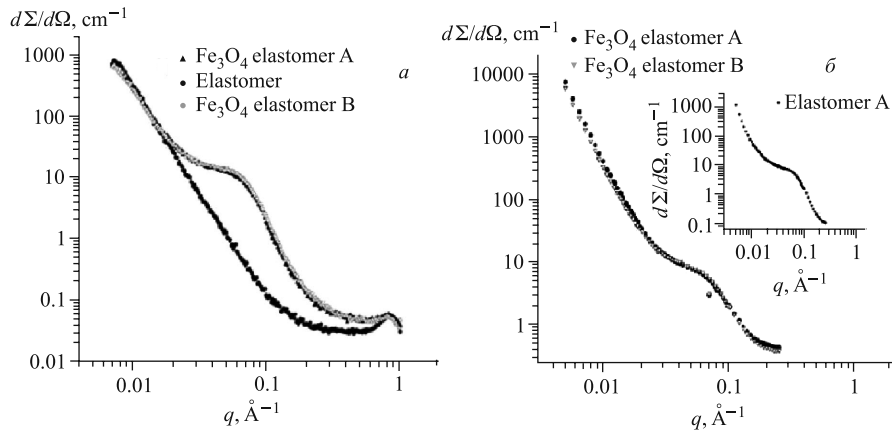 dΣ/dΩ, cm⁻¹
Fe₃O₄ elastomer A
Elastomer
Fe₃O₄ elastomer B
а
1000
100
10
1
0.1
0.01
0.01
0.1
1
q, Å⁻¹
dΣ/dΩ, cm⁻¹
Fe₃O₄ elastomer A
Fe₃O₄ elastomer B
б
10000
1000
100
10
1
0.01
0.1
1
q, Å⁻¹
dΣ/dΩ, cm⁻¹
Elastomer A
1000
100
10
1
0.1
0.01
0.1
1
q, Å⁻¹